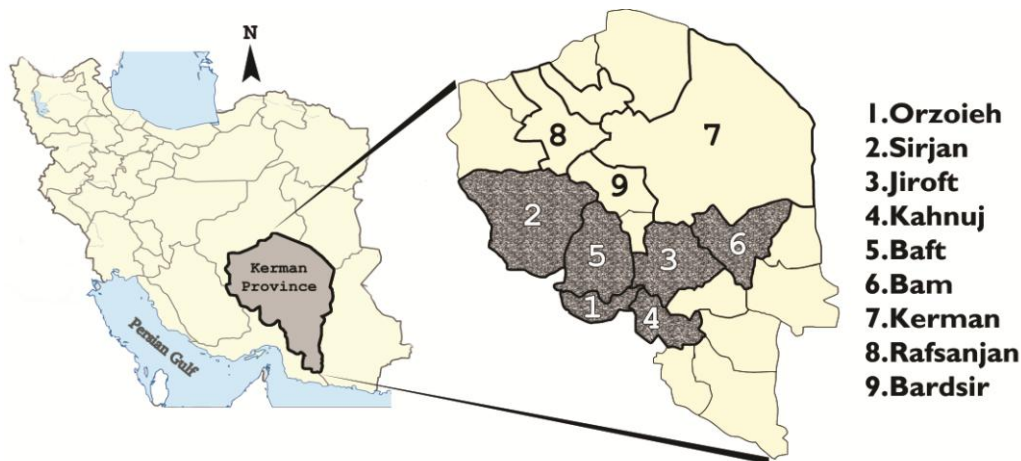 N
Kerman
Province
Persian Gulf
8
7
9
2
5
3
6
1
4
1.Orzoieh
2.Sirjan
3.Jiroft
4.Kahnuj
5.Baft
6.Bam
7.Kerman
8.Rafsanjan
9.Bardsir